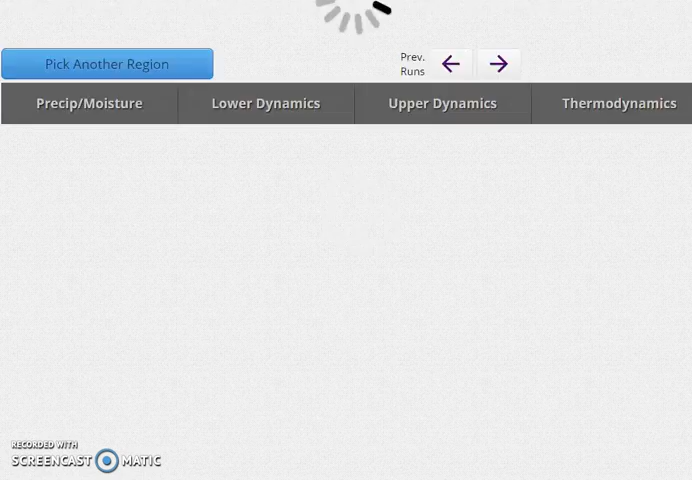 Pick Another Region
Prev.
Runs
Precip/Moisture
Lower Dynamics
Upper Dynamics
Thermodynamics
RECORDED WITH
SCREENCAST MATIC